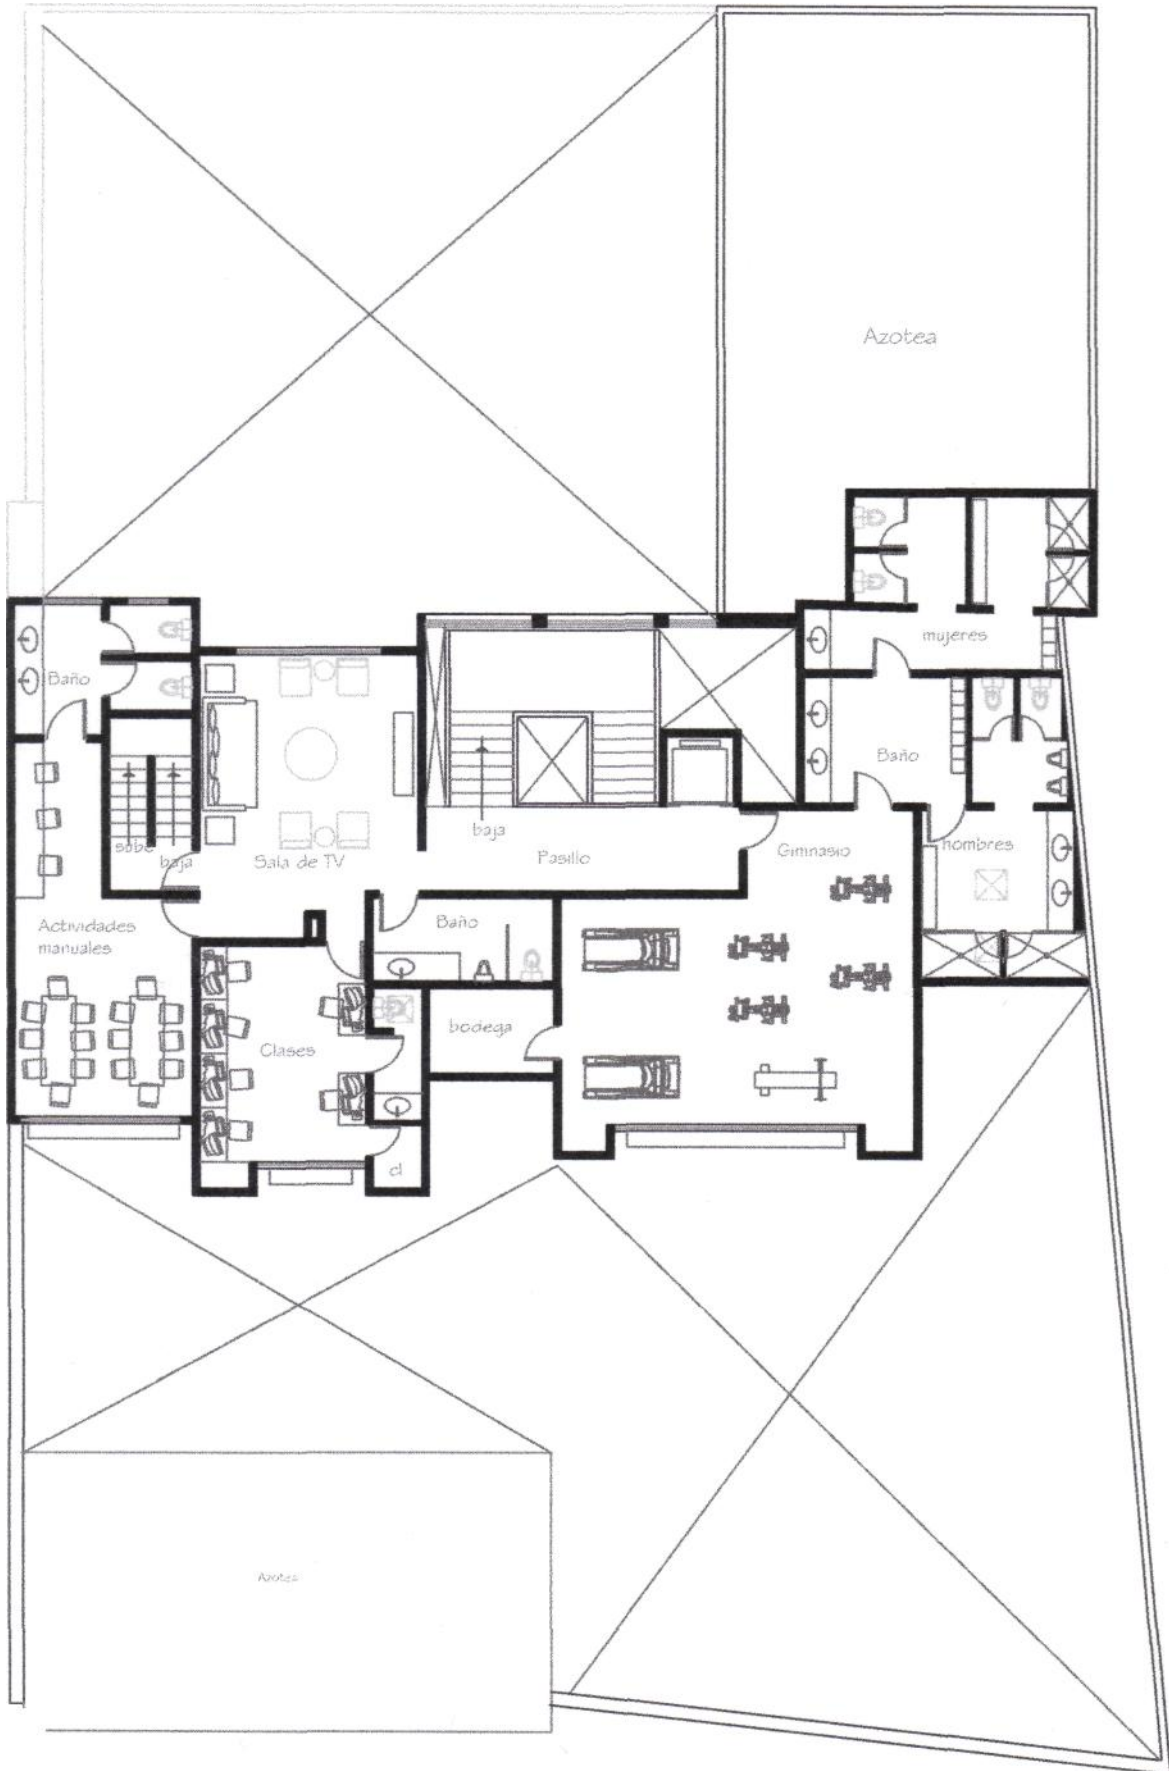 Azotea
mujeres
Baño
Baño
baja
sube
baja
Sala de TV
Pasillo
Gimnasio
hombres
Actividades
manuales
Baño
bodega
Clases
cl
Azotea